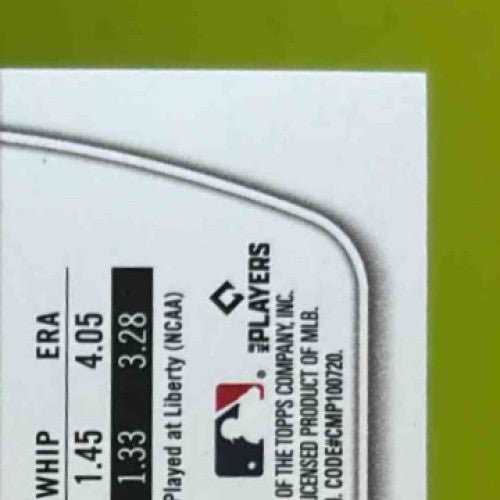 WHIP ERA
1.45 4.05
1.33 3.28
Played at Liberty (NCAA)
PLAYERS
OF THE TOPPS COMPANY, INC.
LICENSED PRODUCT OF MLB.
CODE#CMP100720.